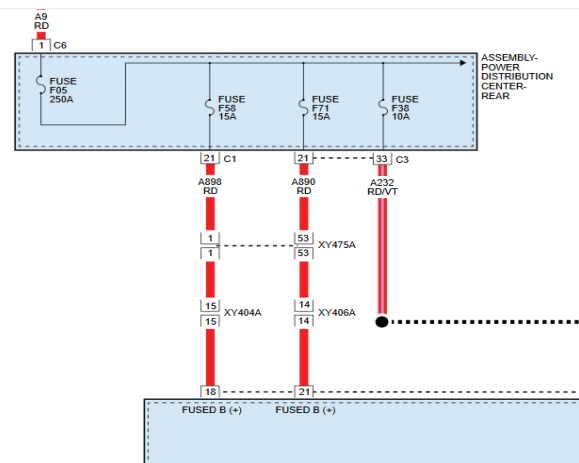 A9
RD
1 C6
ASSEMBLY-
POWER
DISTRIBUTION
CENTER-
REAR
FUSE
F05
250A
FUSE
F58
15A
FUSE
F71
15A
FUSE
F38
10A
21 C1
21
33 C3
A898
RD
A890
RD
A232
RD/VT
1
1
53 XY475A
53
15 XY404A
15
14 XY406A
14
18
21
FUSED B (+)
FUSED B (+)